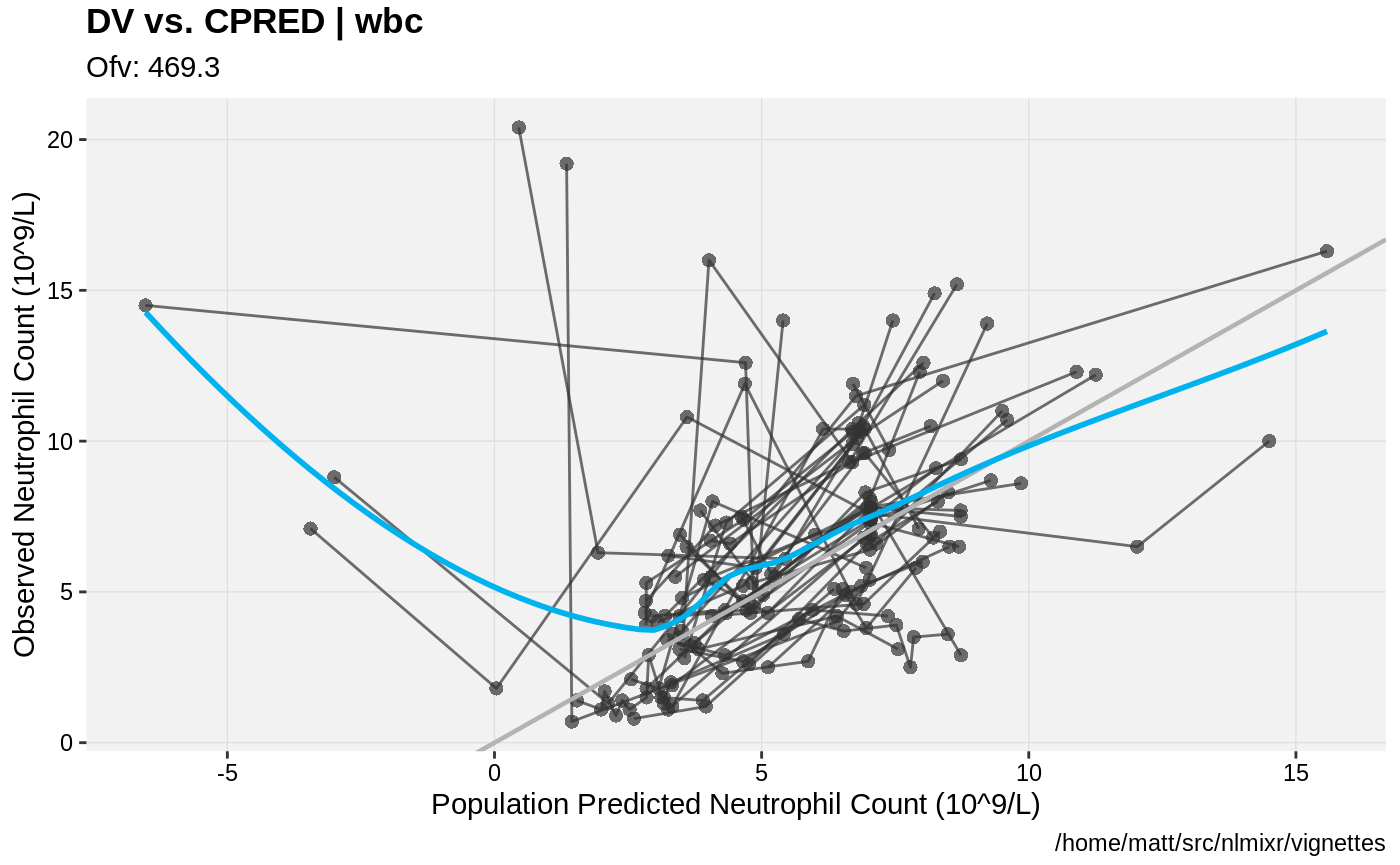 DV vs. CPRED | wbc
Ofv: 469.3
Observed Neutrophil Count (10^9/L)
20
15
10
5
0
-5 0 5 10 15
Population Predicted Neutrophil Count (10^9/L)
/home/matt/src/nlmixr/vignettes